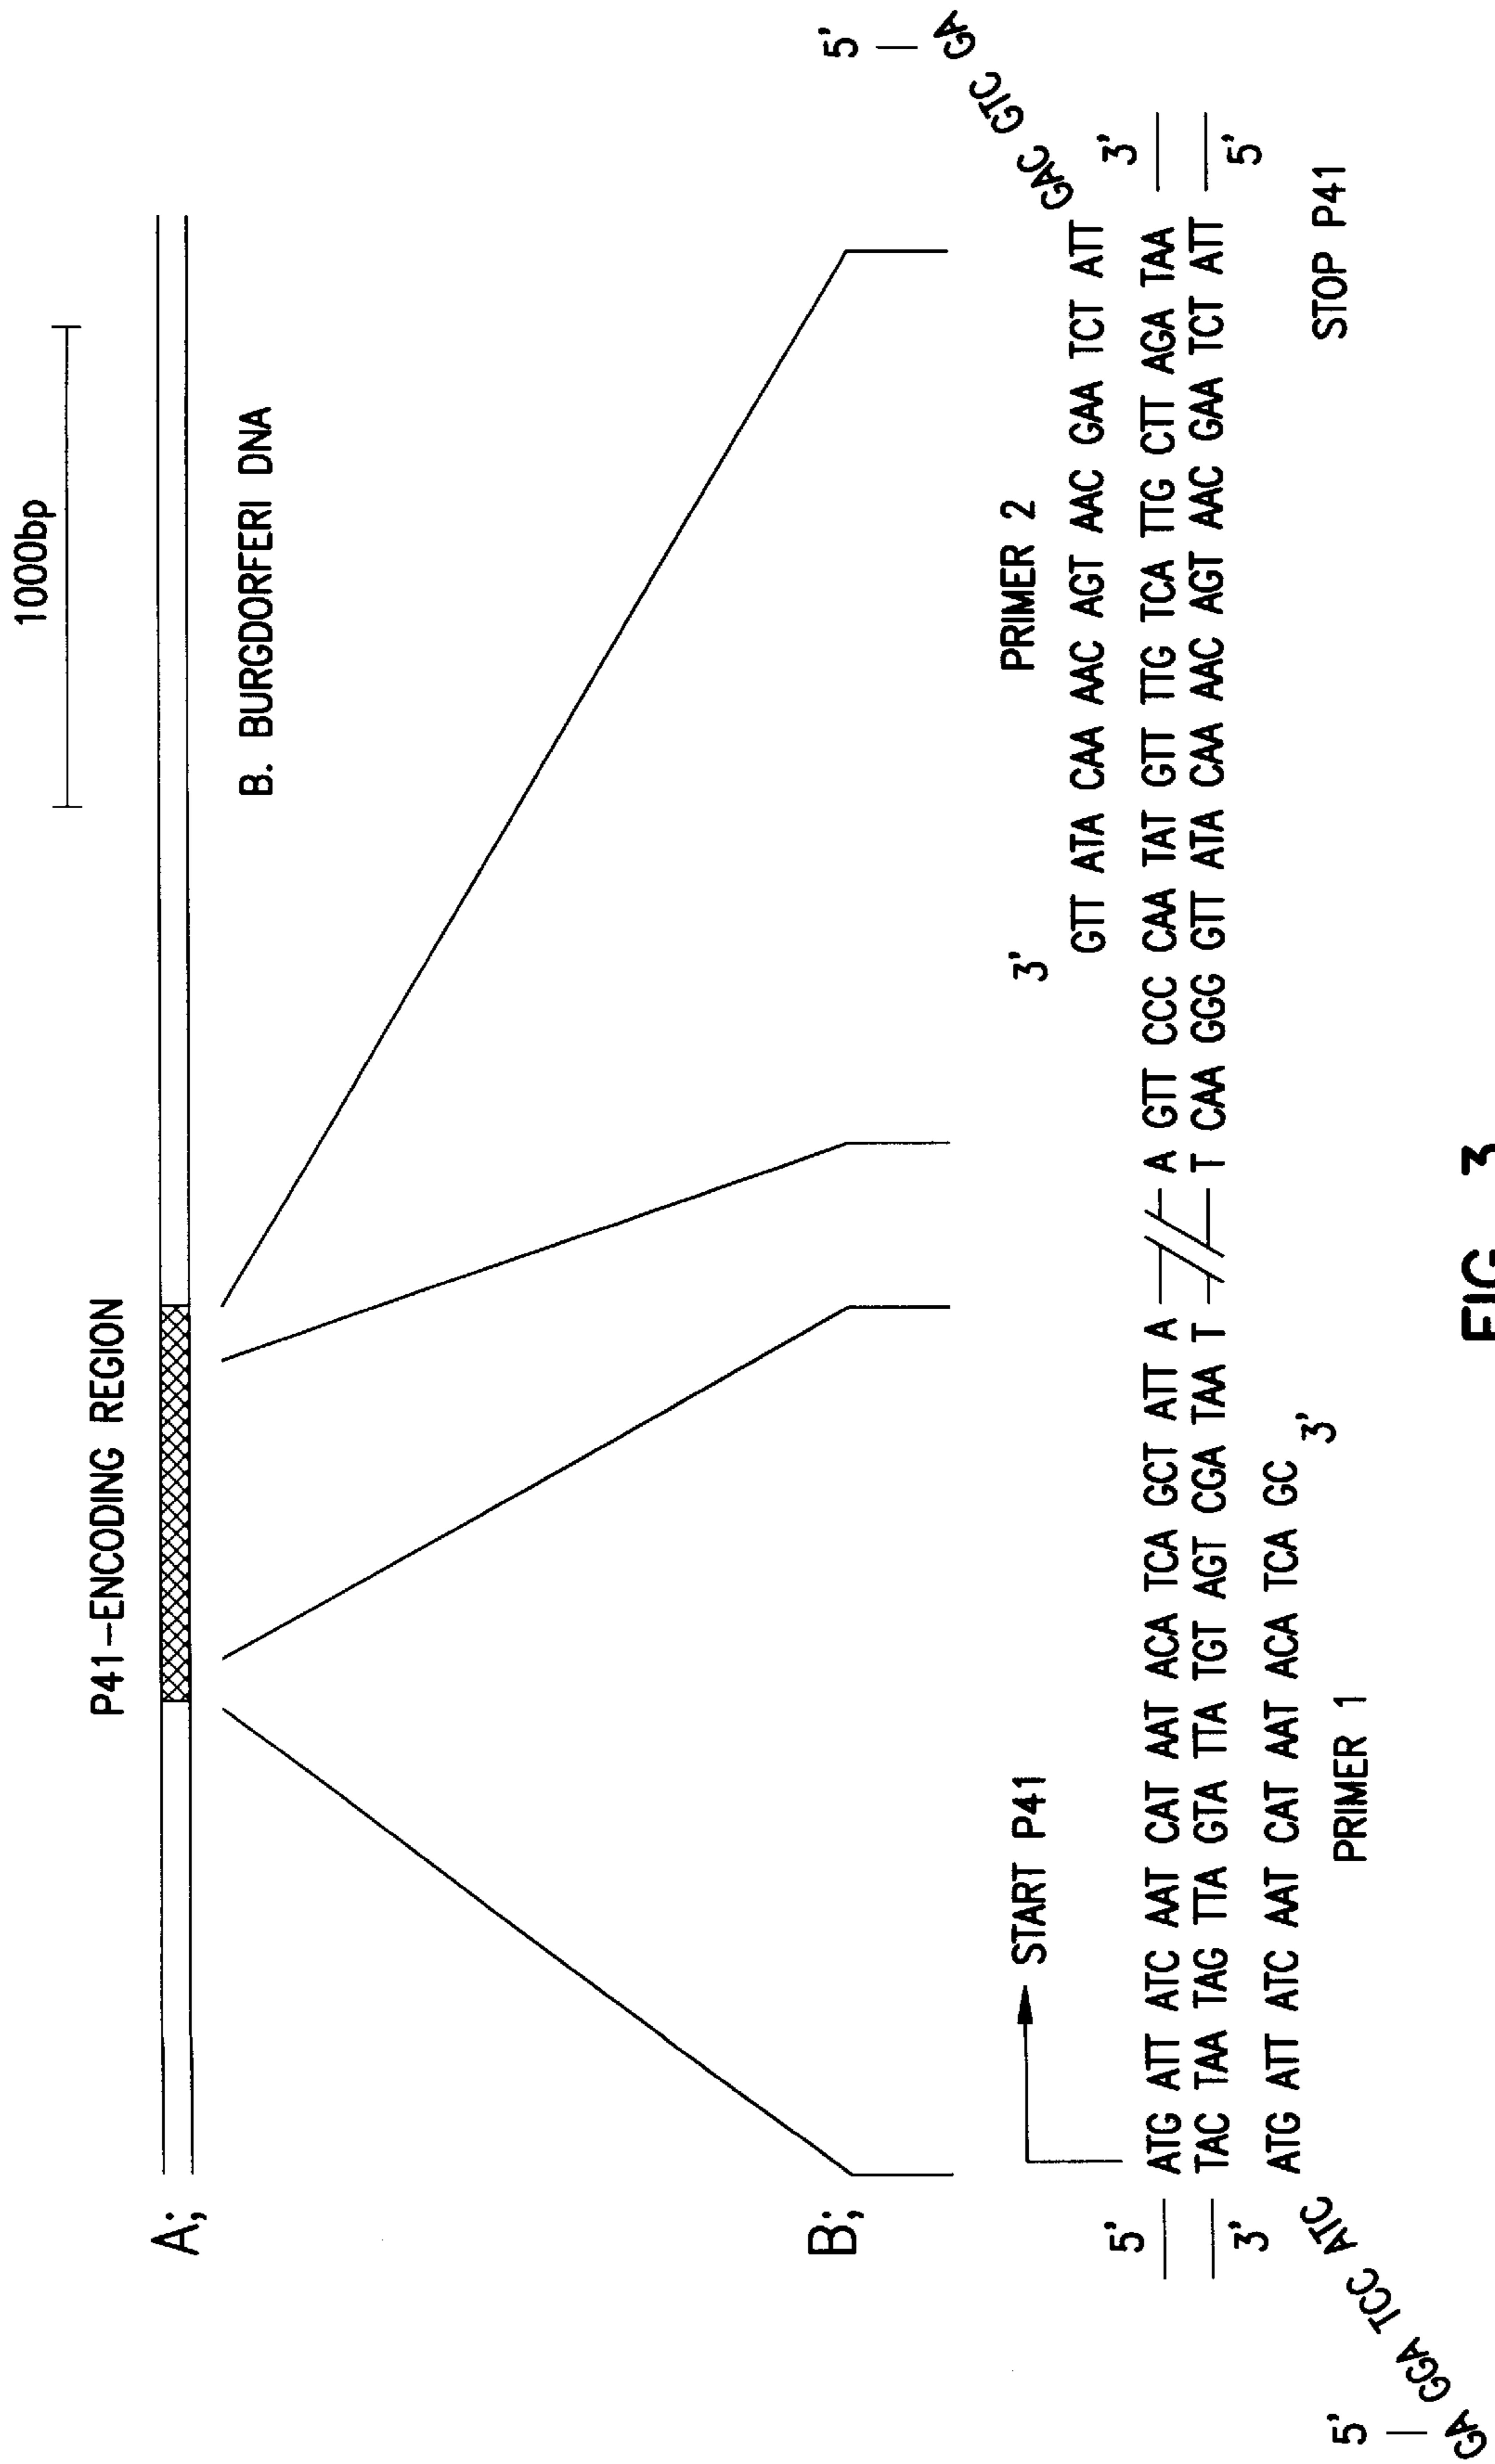 1000bp
P41-ENCODING REGION
A;
B. BURGDORFERI DNA
B;
START P41
PRIMER 2
5'
GA
GTC
GAC
3'
GTT ATA CAA AAC AGT AAC GAA TCT ATT
5'
ATG ATT ATC AAT CAT AAT ACA TCA GCT ATT A
A GTT CCC CAA TAT GTT TTG TCA TTG CTT AGA TAA
3'
3'
TAC TAA TAG TTA GTA TTA TGT AGT CGA TAA T
T CAA GGG GTT ATA CAA AAC AGT AAC GAA TCT ATT
5'
ATG ATT ATC AAT CAT AAT ACA TCA GC
3'
5'
GA GGA TCC ATC
PRIMER 1
STOP P41
FIG. 3